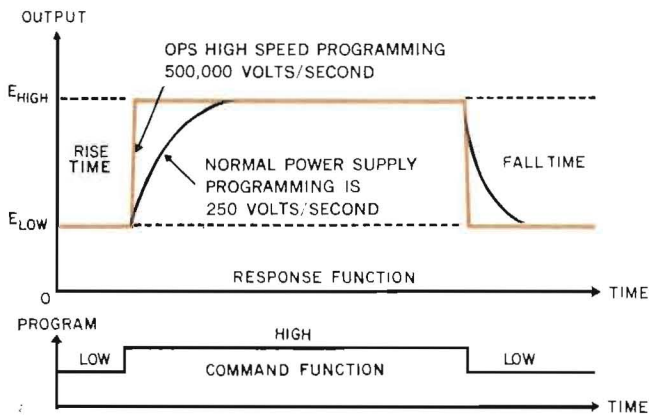 OUTPUT
OPS HIGH SPEED PROGRAMMING
500,000 VOLTS/SECOND
EHIGH
RISE
TIME
NORMAL POWER SUPPLY
PROGRAMMING IS
250 VOLTS/SECOND
FALL TIME
ELOW
RESPONSE FUNCTION
O
TIME
PROGRAM
HIGH
LOW
COMMAND FUNCTION
LOW
TIME